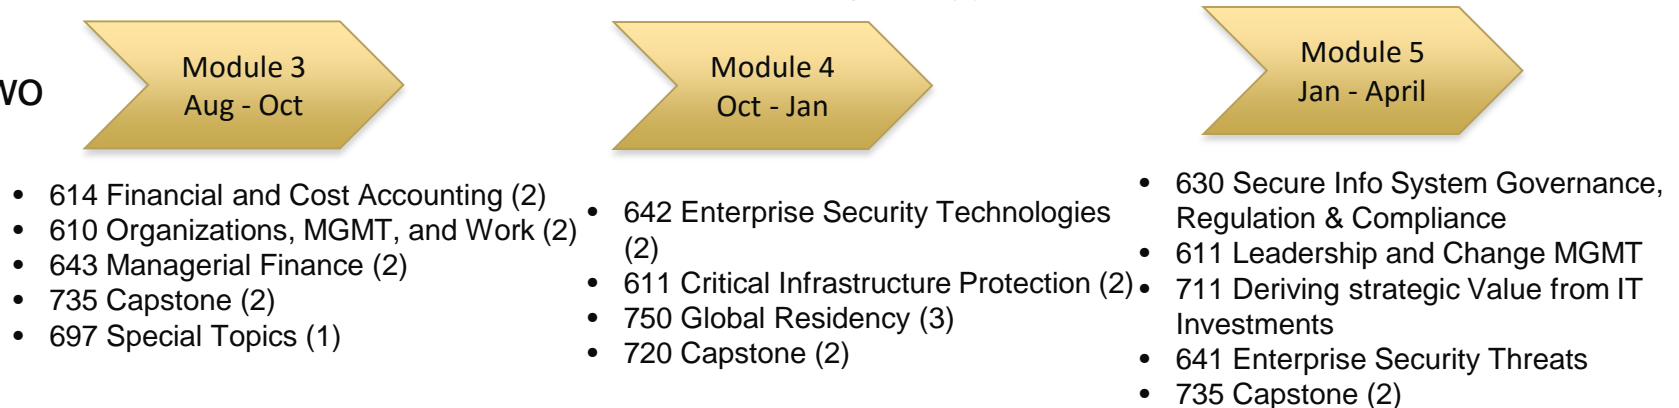 wo
Module 3
Aug - Oct
• 614 Financial and Cost Accounting (2)
• 610 Organizations, MGMT, and Work (2)
• 643 Managerial Finance (2)
• 735 Capstone (2)
• 697 Special Topics (1)
Module 4
Oct - Jan
• 642 Enterprise Security Technologies
(2)
• 611 Critical Infrastructure Protection (2)
• 750 Global Residency (3)
• 720 Capstone (2)
Module 5
Jan - April
• 630 Secure Info System Governance,
Regulation & Compliance
• 611 Leadership and Change MGMT
• 711 Deriving strategic Value from IT
Investments
• 641 Enterprise Security Threats
• 735 Capstone (2)